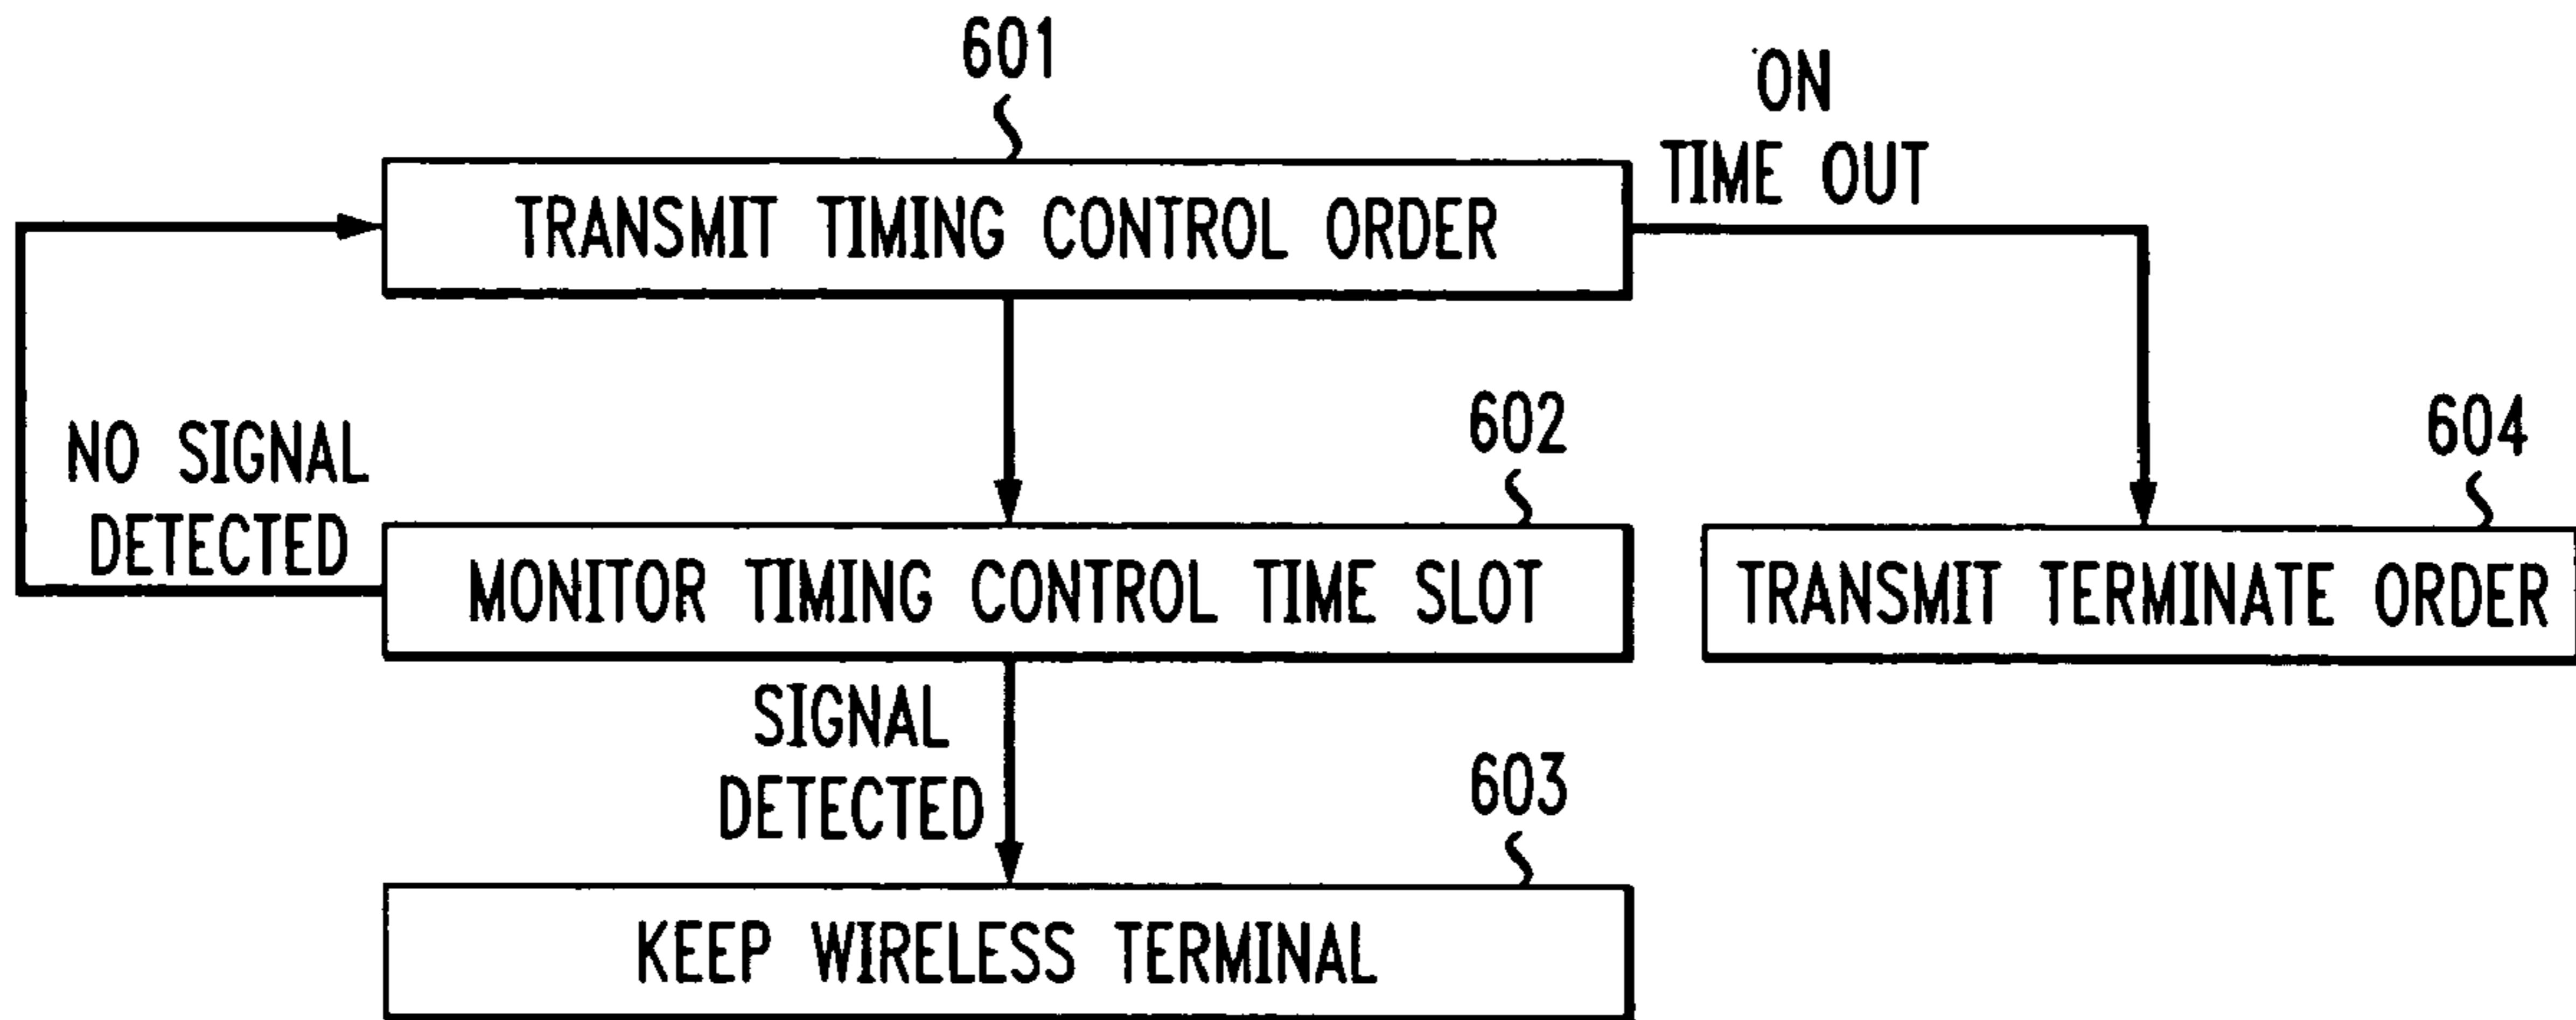 601
ON
TIME OUT
TRANSMIT TIMING CONTROL ORDER
NO SIGNAL
DETECTED
602
604
MONITOR TIMING CONTROL TIME SLOT
TRANSMIT TERMINATE ORDER
SIGNAL
DETECTED
603
KEEP WIRELESS TERMINAL